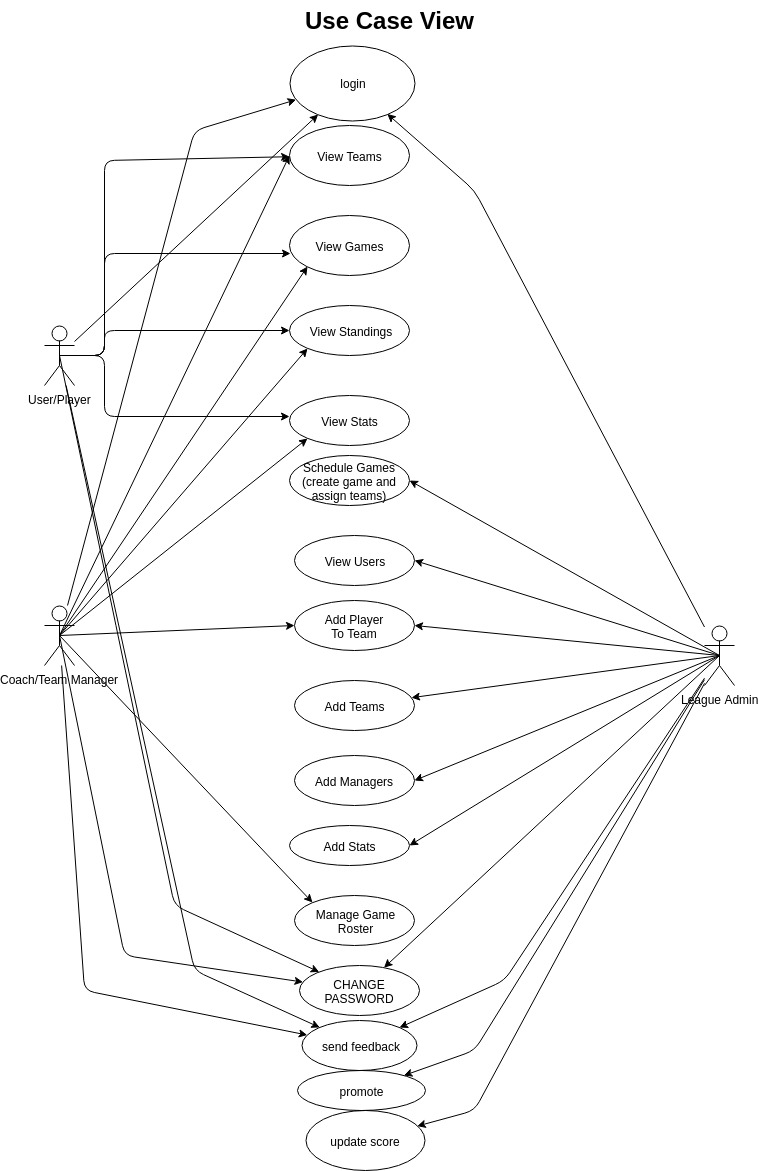 Use Case View
login
View Teams
View Games
View Standings
User/Player
View Stats
Schedule Games
(create game and
assign teams)
View Users
Add Player
To Team
Coach/Team Manager
League Admin
Add Teams
Add Managers
Add Stats
Manage Game
Roster
CHANGE
PASSWORD
send feedback
promote
update score